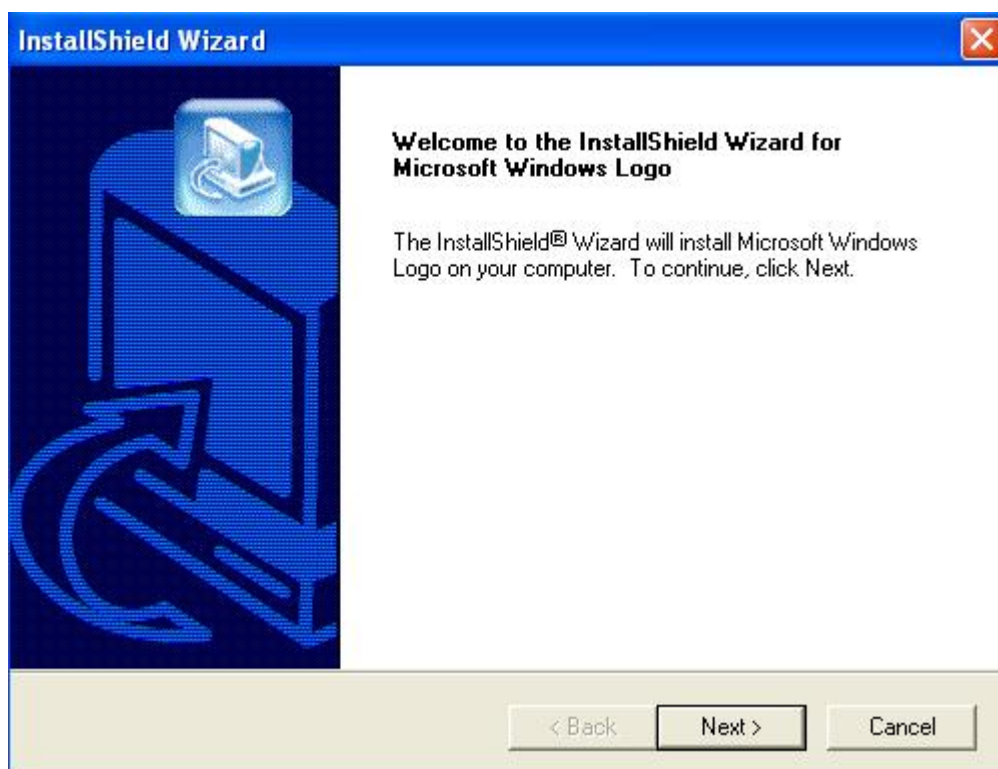 InstallShield Wizard
Welcome to the InstallShield Wizard for
Microsoft Windows Logo
The InstallShield® Wizard will install Microsoft Windows
Logo on your computer.  To continue, click Next.
< Back
Next >
Cancel